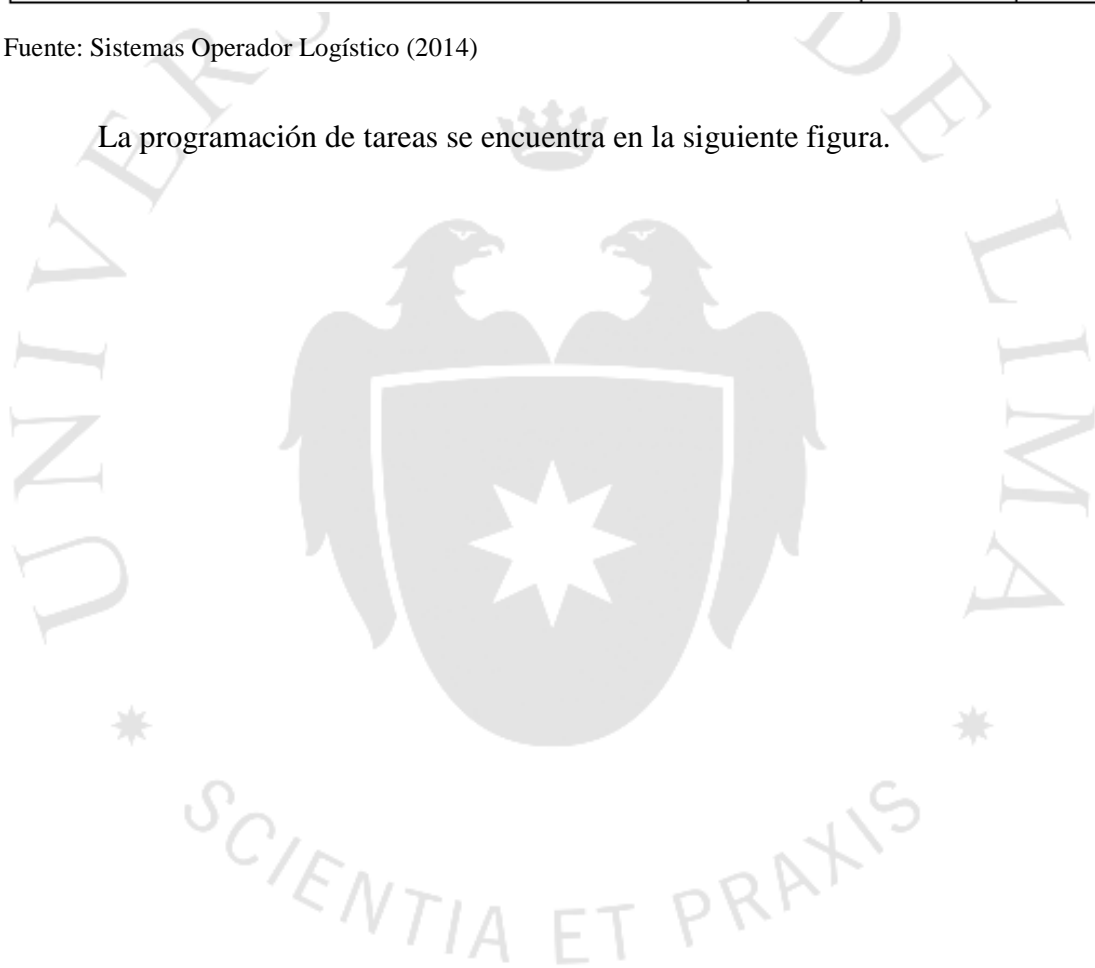 Fuente: Sistemas Operador Logístico (2014)
La programación de tareas se encuentra en la siguiente figura.
UNIVERS DE LIMA
SCIENTIA ET PRAXIS